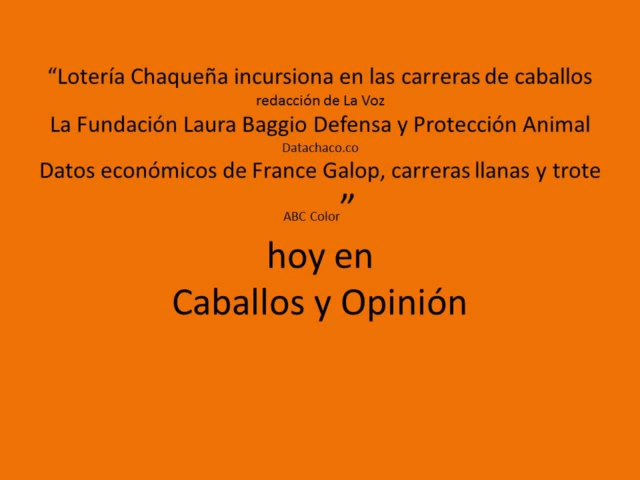 “Lotería Chaqueña incursiona en las carreras de caballos
redacción de La Voz
La Fundación Laura Baggio Defensa y Protección Animal
Datachaco.co
Datos económicos de France Galop, carreras llanas y trote
ABC Color ”
hoy en
Caballos y Opinión